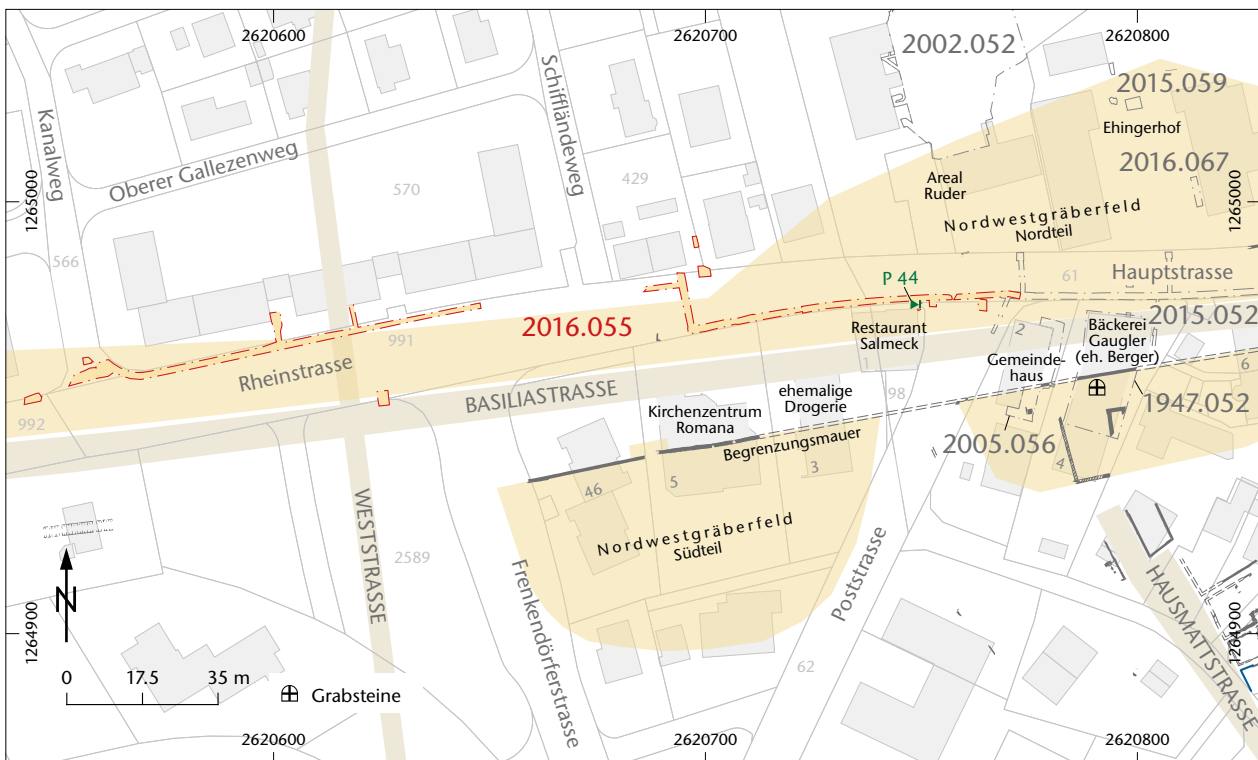 2620600
2620700
2620800
2002.052
2015.059
Ehingerhof
2016.067
Kanalweg
Oberer Gallezenweg
Schiffländeweg
570
429
Areal
Ruder
1265000
1265000
Nordwestgräberfeld
Nordteil
566
P 44
61
Hauptstrasse
2016.055
991
Rheinstrasse
Restaurant
Salmeck
2015.052
Bäckerei
Gaugler
(eh. Berger)
2
1
Gemeinde-
haus
6
BASILIASTRASSE
992
98
ehemalige
Drogerie
Kirchenzentrum
Romana
Begrenzungsmauer
1947.052
2005.056
46
5
3
4
WESTSTRASSE
2589
Nordwestgräberfeld
Südteil
Frenkendörferstrasse
Poststrasse
HAUSMATTSTRASSE
N
1264900
1264900
62
0
17.5
35 m
Grabsteine
2620600
2620700
2620800